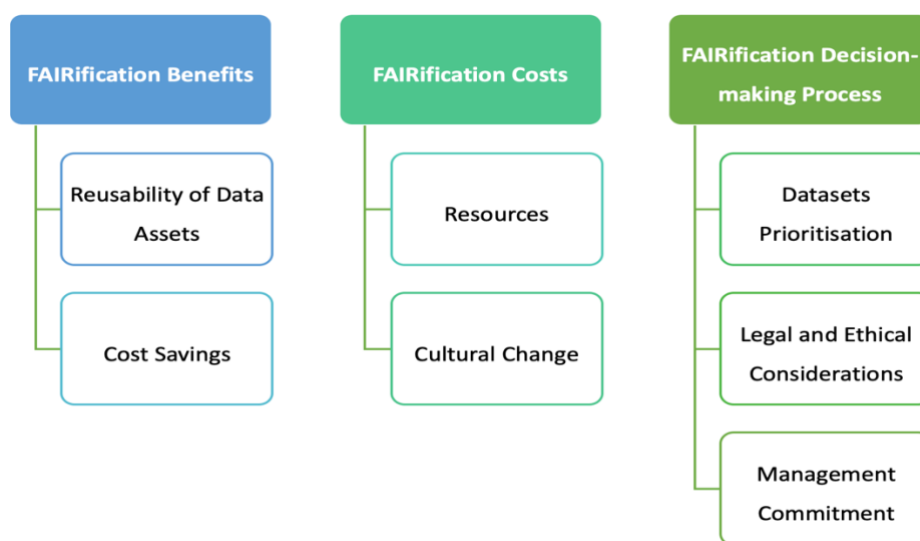 FAIRification Benefits
Reusability of Data
Assets
Cost Savings
FAIRification Costs
Resources
Cultural Change
FAIRification Decision-
making Process
Datasets
Prioritisation
Legal and Ethical
Considerations
Management
Commitment